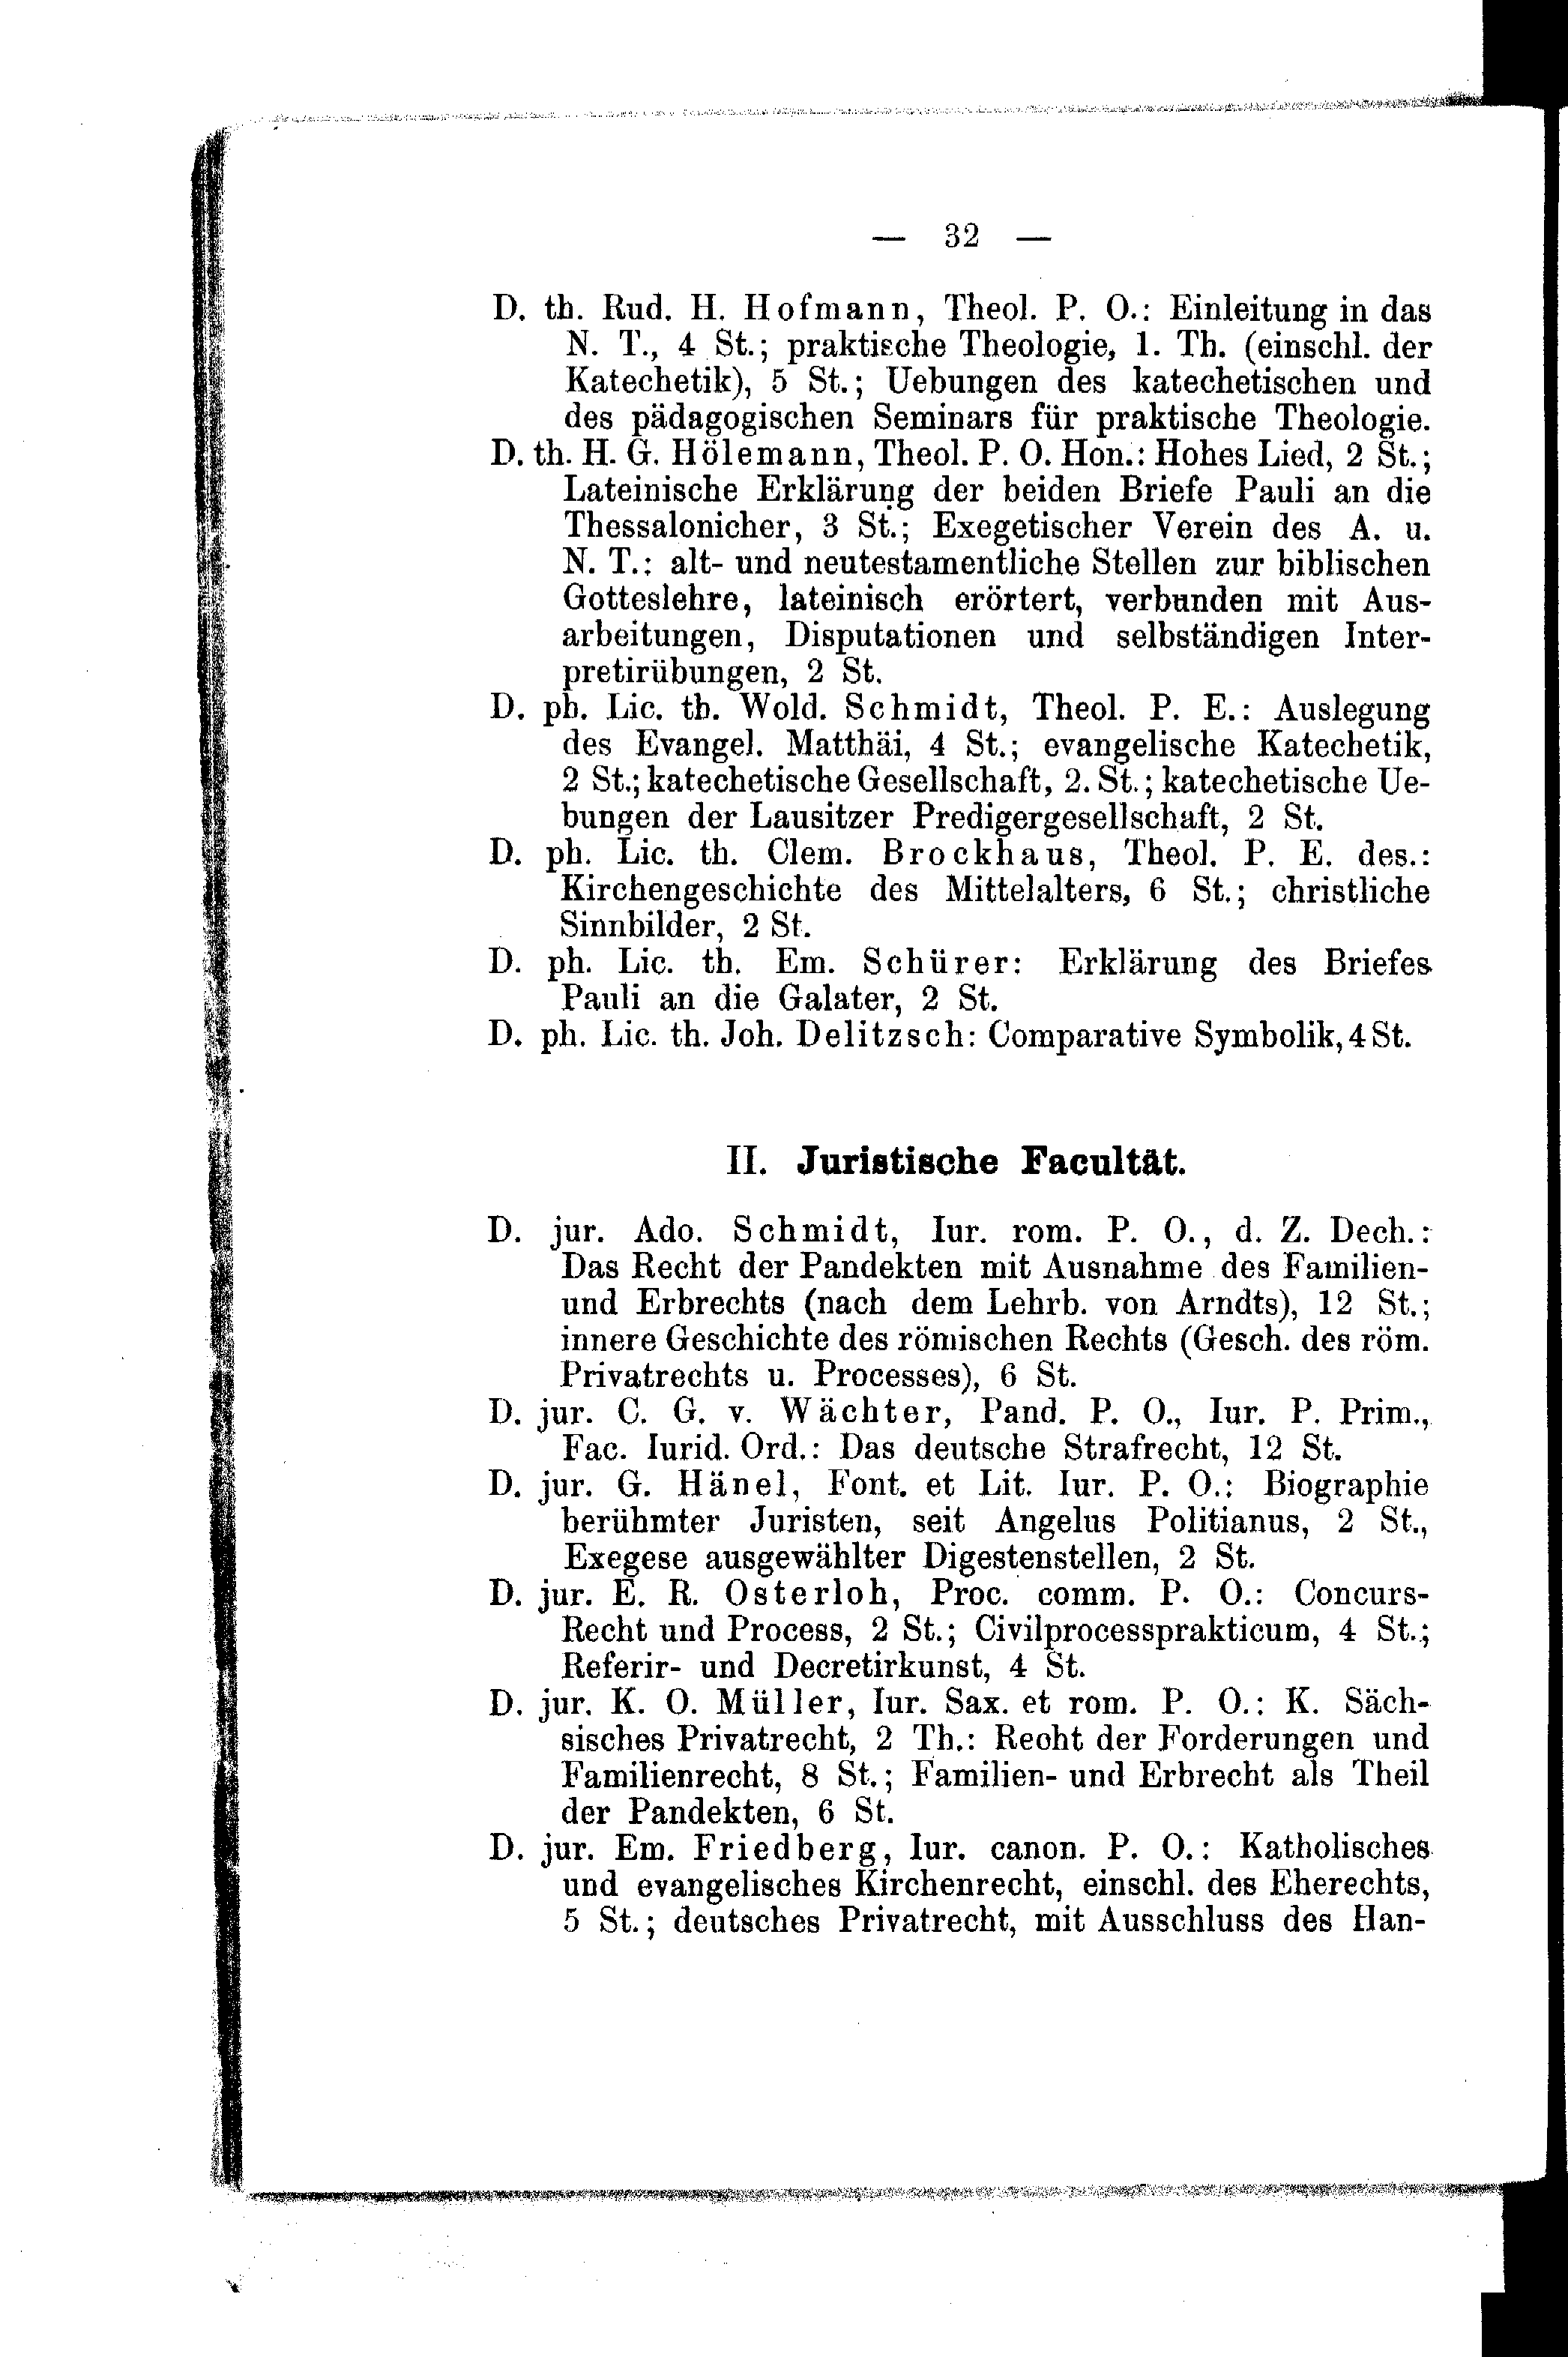 — 32 —
D. th. Rud. H. Hofmann, Theol. P. O.: Einleitung in das
N. T., 4 St.; praktische Theologie, 1. Th. (einschl. der
Katechetik), 5 St.; Uebungen des katechetischen und
des pädagogischen Seminars für praktische Theologie.
D. th. H. G. Hölemann, Theol. P. O. Hon.: Hohes Lied, 2 St.;
Lateinische Erklärung der beiden Briefe Pauli an die
Thessalonicher, 3 St.; Exegetischer Verein des A. u.
N. T.: alt- und neutestamentliche Stellen zur biblischen
Gotteslehre, lateinisch erörtert, verbunden mit Aus-
arbeitungen, Disputationen und selbständigen Inter-
pretirübungen, 2 St.
D. ph. Lic. th. Wold. Schmidt, Theol. P. E.: Auslegung
des Evangel. Matthäi, 4 St.; evangelische Katechetik,
2 St.; katechetische Gesellschaft, 2. St.; katechetische Ue-
bungen der Lausitzer Predigergesellschaft, 2 St.
D. ph. Lic. th. Clem. Brockhaus, Theol. P. E. des.:
Kirchengeschichte des Mittelalters, 6 St.; christliche
Sinnbilder, 2 St.
D. ph. Lic. th. Em. Schürer: Erklärung des Briefes
Pauli an die Galater, 2 St.
D. ph. Lic. th. Joh. Delitzsch: Comparative Symbolik, 4 St.
II. Juristische Facultät.
D. jur. Ado. Schmidt, Iur. rom. P. O., d. Z. Dech.:
Das Recht der Pandekten mit Ausnahme des Familien-
und Erbrechts (nach dem Lehrb. von Arndts), 12 St.;
innere Geschichte des römischen Rechts (Gesch. des röm.
Privatrechts u. Processes), 6 St.
D. jur. C. G. v. Wächter, Pand. P. O., Iur. P. Prim.,
Fac. Iurid. Ord.: Das deutsche Strafrecht, 12 St.
D. jur. G. Hänel, Font. et Lit. Iur. P. O.: Biographie
berühmter Juristen, seit Angelus Politianus, 2 St.,
Exegese ausgewählter Digestenstellen, 2 St.
D. jur. E. R. Osterloh, Proc. comm. P. O.: Concurs-
Recht und Process, 2 St.; Civilprocessprakticum, 4 St.;
Referir- und Decretirkunst, 4 St.
D. jur. K. O. Müller, Iur. Sax. et rom. P. O.: K. Säch-
sisches Privatrecht, 2 Th.: Recht der Forderungen und
Familienrecht, 8 St.; Familien- und Erbrecht als Theil
der Pandekten, 6 St.
D. jur. Em. Friedberg, Iur. canon. P. O.: Katholisches
und evangelisches Kirchenrecht, einschl. des Eherechts,
5 St.; deutsches Privatrecht, mit Ausschluss des Han-